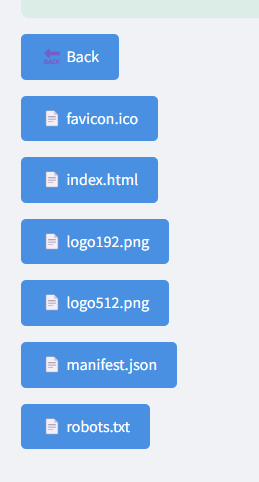 Back
favicon.ico
index.html
logo192.png
logo512.png
manifest.json
robots.txt